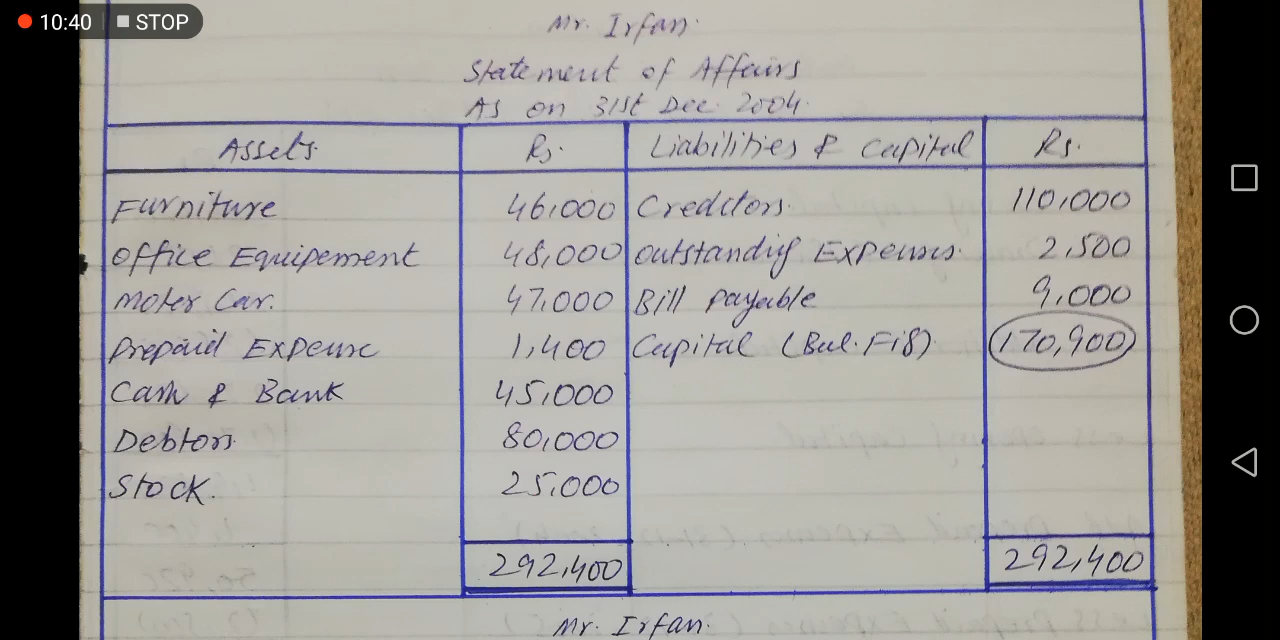 10:40 STOP
Mr. Irfan.
Statement of Affairs
As on 31st Dec. 2004.
Assets Rs. Liabilities & Capital Rs.
Furniture 46,000 Creditors. 110,000
Office Equipement 48,000 Outstanding Expenses. 2,500
Moter Car. 47,000 Bill Payable 9,000
Prepaid Expense 1,400 Capital (Bal. Fig). 170,900
Cash & Bank 45,000
Debtors. 80,000
Stock. 25,000
292,400 292,400
Mr. Irfan.